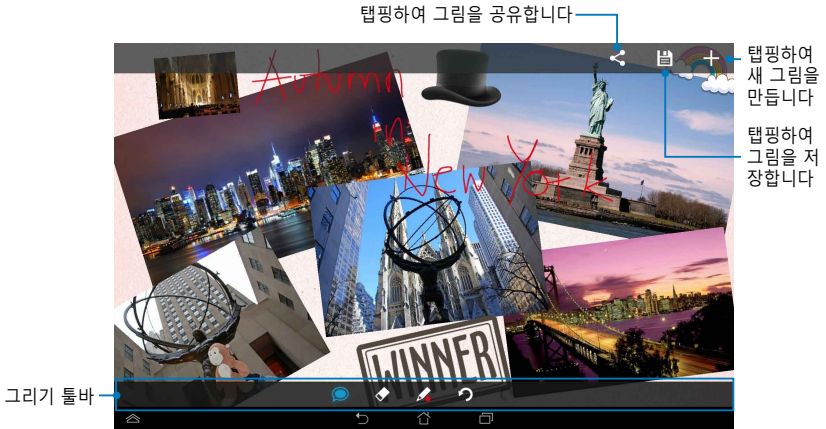 탭핑하여 그림을 공유합니다
탭핑하여
새 그림을
만듭니다
탭핑하여
그림을 저
장합니다
Autumn
in
New York
WINNER
그리기 툴바